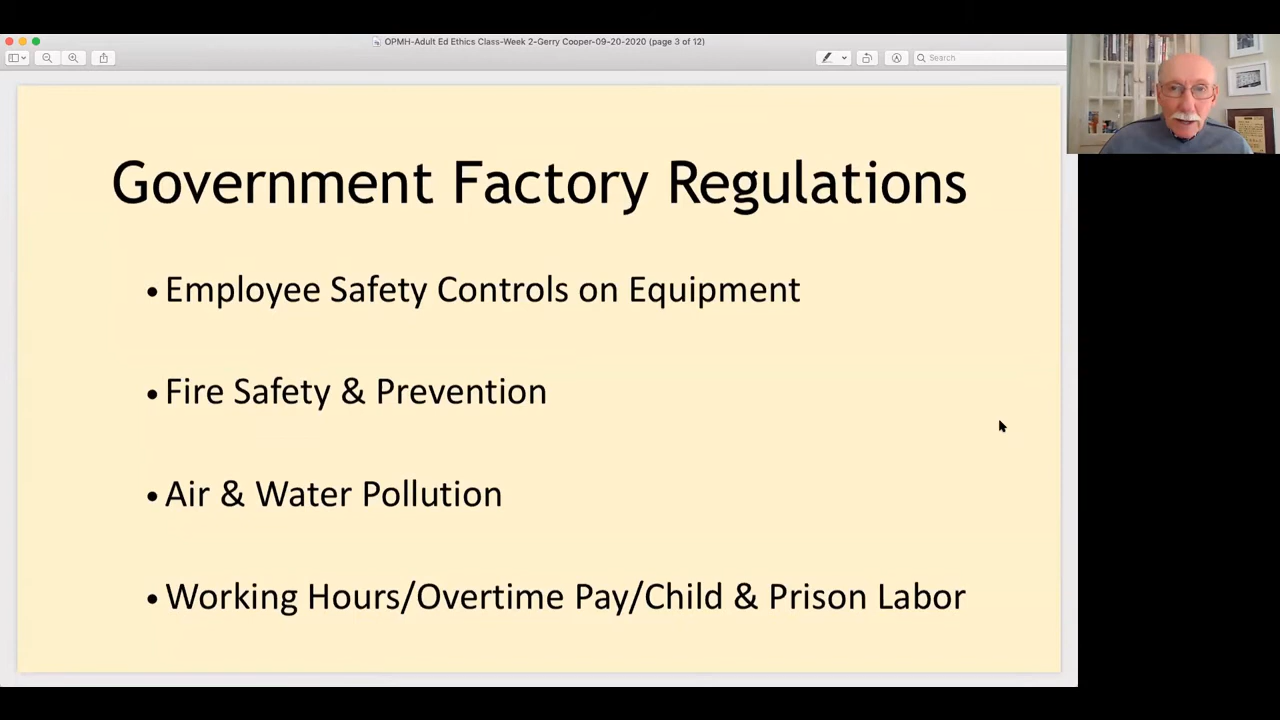 OPMH-Adult Ed Ethics Class-Week 2-Gerry Cooper-09-20-2020 (page 3 of 12)
Search
Government Factory Regulations
• Employee Safety Controls on Equipment
• Fire Safety & Prevention
• Air & Water Pollution
• Working Hours/Overtime Pay/Child & Prison Labor